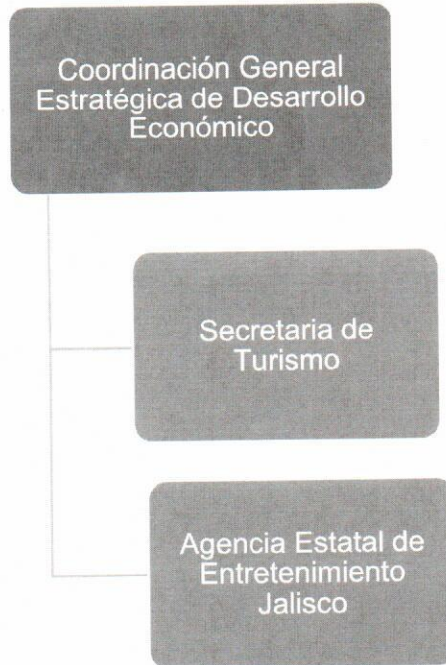 Coordinación General
Estratégica de Desarrollo
Económico
Secretaria de
Turismo
Agencia Estatal de
Entretenimiento
Jalisco